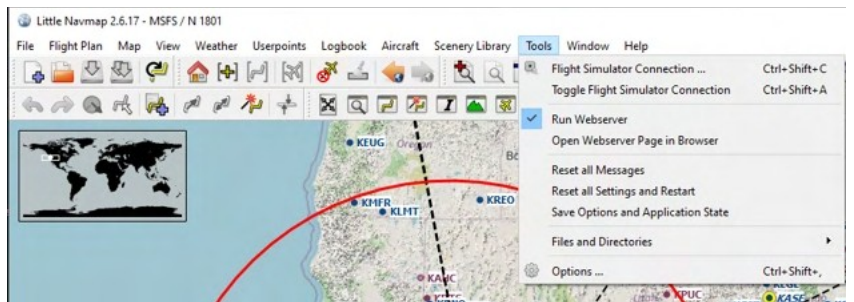 Little Navmap 2.6.17 - MSFS / N 1801
File Flight Plan Map View Weather Userpoints Logbook Aircraft Scenery Library Tools Window Help
Flight Simulator Connection ... Ctrl+Shift+C
Toggle Flight Simulator Connection Ctrl+Shift+A
Run Webserver
Open Webserver Page in Browser
Reset all Messages
Reset all Settings and Restart
Save Options and Application State
Files and Directories
Options ... Ctrl+Shift+,
KEUG Oregon
KMFR
KLMT
KREO
KPUC
KASE